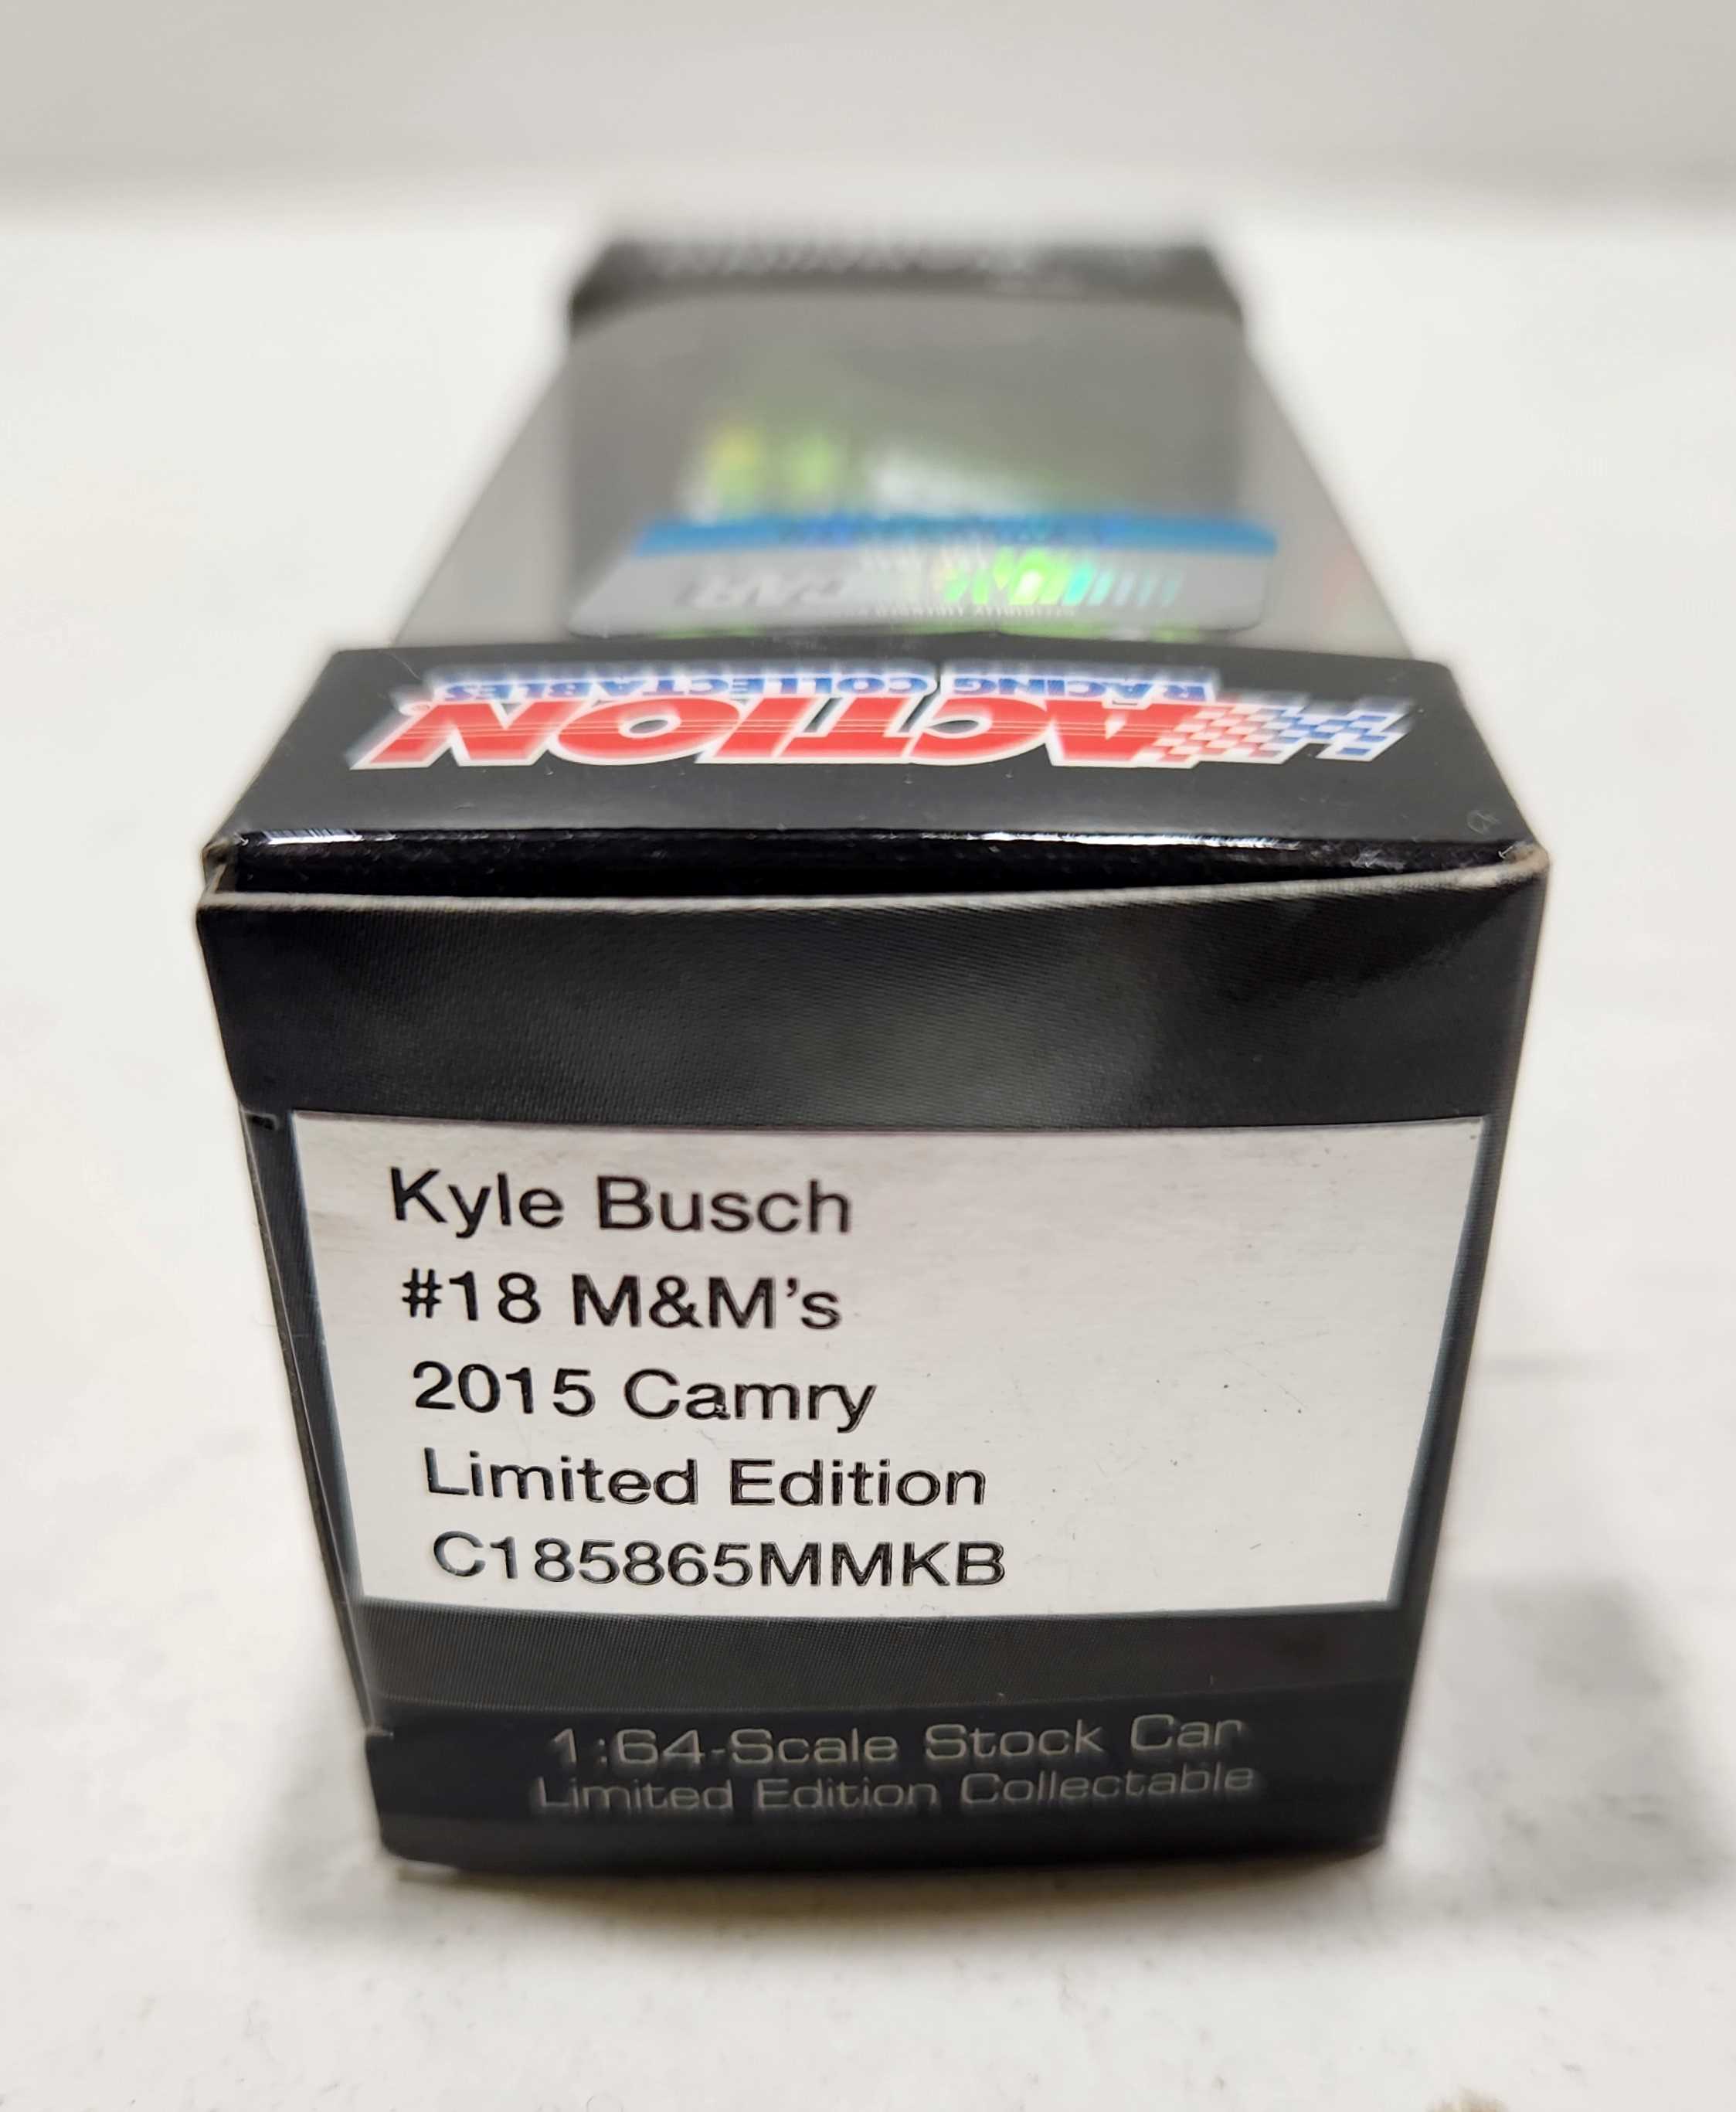 ACTION
RACING COLLECTABLES
Kyle Busch
#18 M&M's
2015 Camry
Limited Edition
C185865MMKB
1:64-Scale Stock Car
Limited Edition Collectable